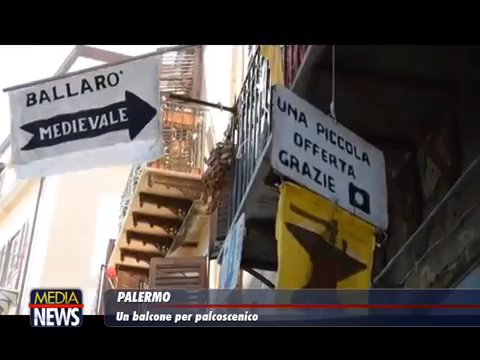 BALLARO'
MEDIEVALE
UNA PICCOLA
OFFERTA
GRAZIE
MEDIA
NEWS
PALERMO
Un balcone per palcoscenico